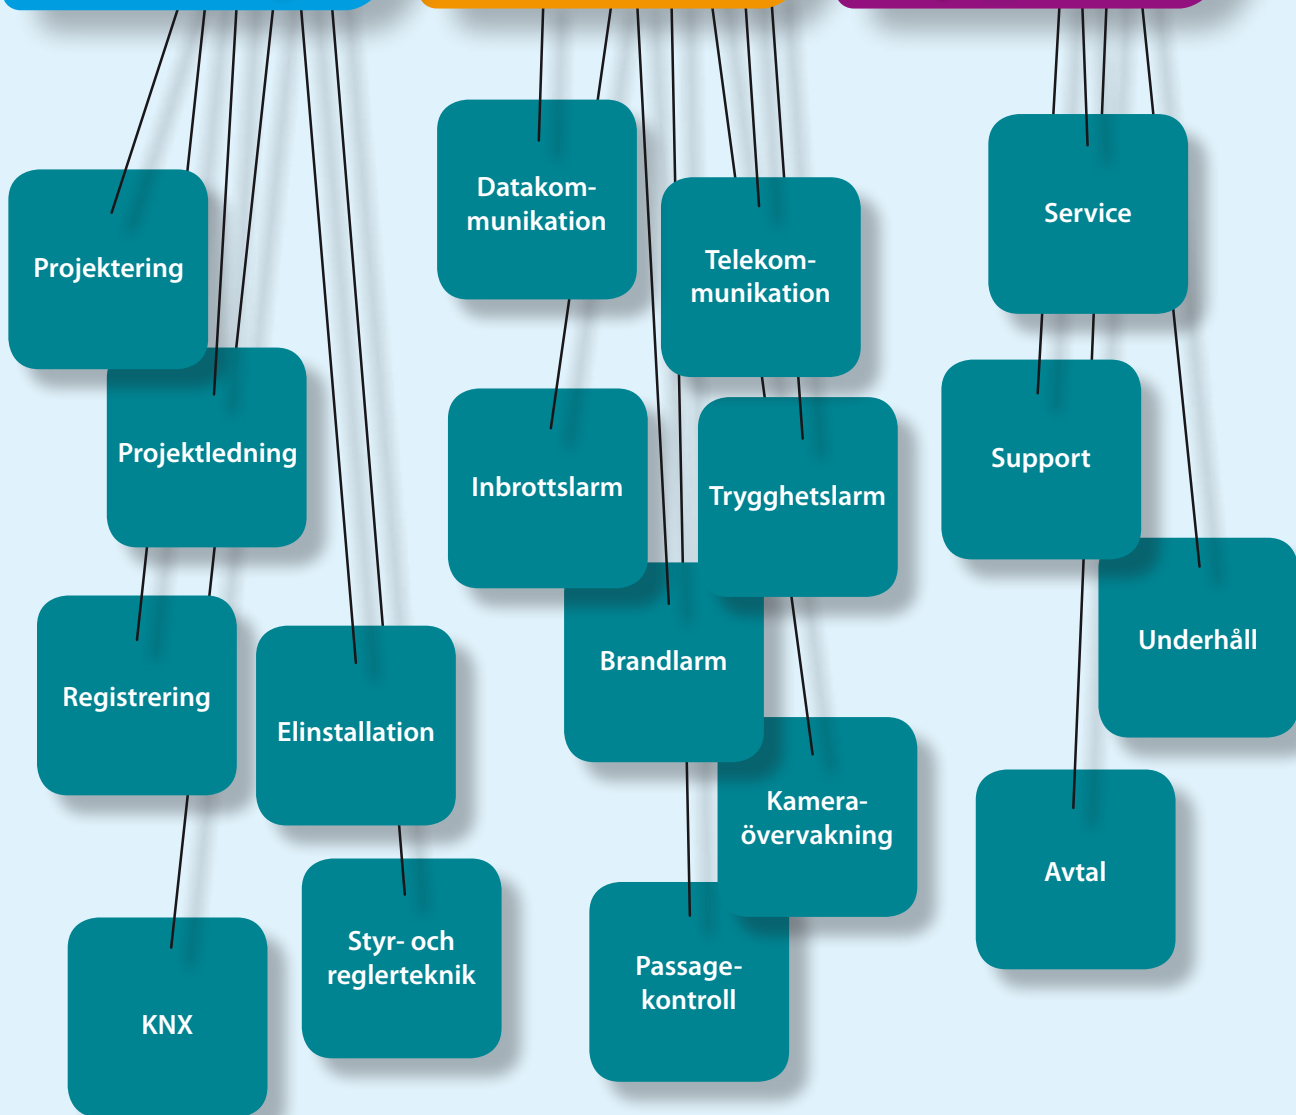 Projektering
Projektledning
Registrering
Elinstallation
Styr- och
reglerteknik
KNX
Datakom-
munikation
Telekom-
munikation
Inbrottslarm
Trygghetslarm
Brandlarm
Kamera-
övervakning
Passage-
kontroll
Service
Support
Underhåll
Avtal